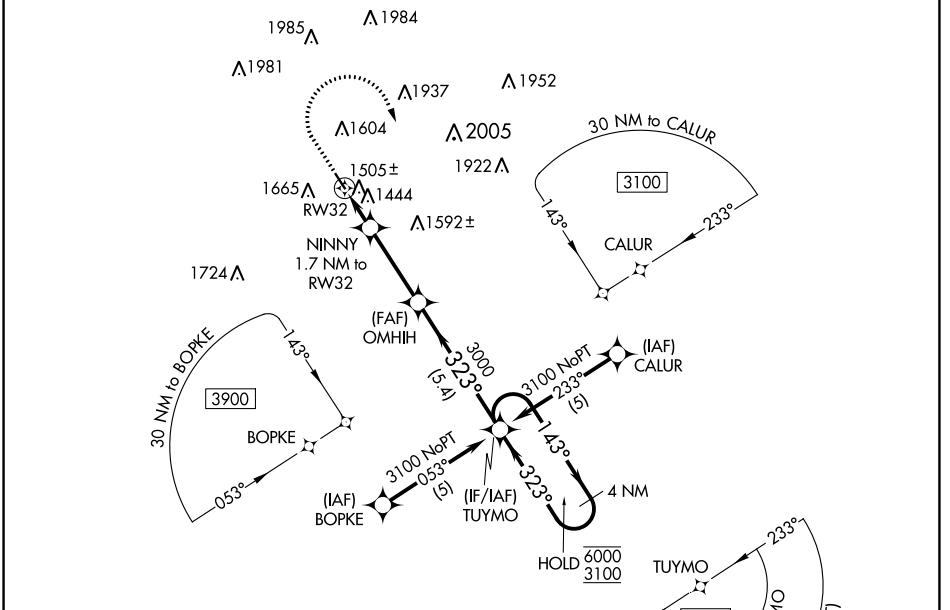 1984
1985
1981
1937
1952
1604
2005
1922
1505±
1665
1444
RW32
1592±
NINNY
1.7 NM to
RW32
1724
30 NM to CALUR
3100
143°
233°
CALUR
(FAF)
OMHIH
3000
323°
(5.4)
30 NM to BOPKE
143°
3900
BOPKE
053°
(IAF)
CALUR
3100 NoPT
233°
(5)
3100 NoPT
053°
(5)
(IAF)
BOPKE
(IF/IAF)
TUYMO
143°
323°
4 NM
HOLD
6000
3100
TUYMO
233°
MO